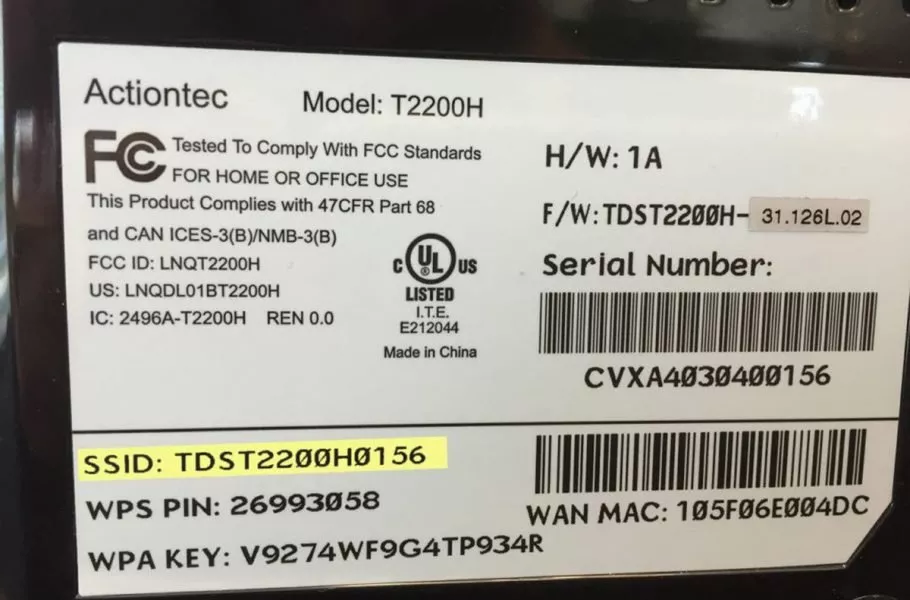 Actiontec Model: T2200H
FC Tested To Comply With FCC Standards
FOR HOME OR OFFICE USE
This Product Complies with 47CFR Part 68
and CAN ICES-3(B)/NMB-3(B)
FCC ID: LNQT2200H
US: LNQDL01BT2200H
IC: 2496A-T2200H REN 0.0
C UL ® US
LISTED
I.T.E.
E212044
Made in China
H/W: 1A
F/W: TDST2200H- 31.126L.02
Serial Number:
CVXA4030400156
SSID: TDST2200H0156
WPS PIN: 26993058
WPA KEY: V9274WF9G4TP934R
WAN MAC: 105F06E004DC